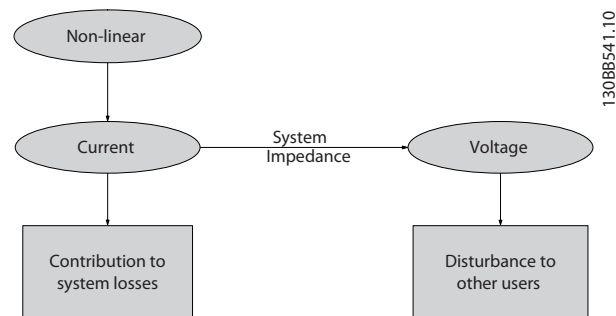 Non-linear
Current
System
Impedance
Voltage
Contribution to
system losses
Disturbance to
other users
130BB541.10